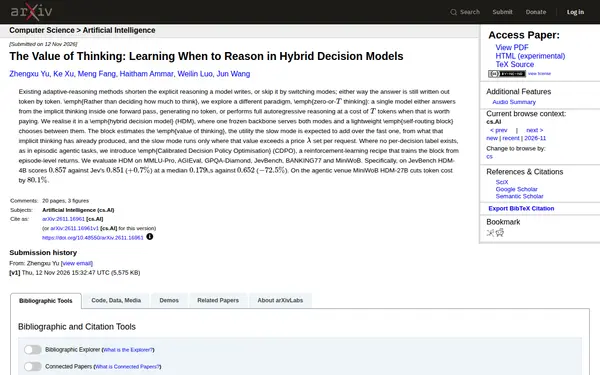 arXiv
Search Submit Donate Log in
Computer Science > Artificial Intelligence
[Submitted on 12 Nov 2026]
The Value of Thinking: Learning When to Reason in Hybrid Decision Models
Zhengxu Yu, Ke Xu, Meng Fang, Haitham Ammar, Weilin Luo, Jun Wang
Existing adaptive-reasoning methods shorten the explicit reasoning a model writes, or skip it by switching modes; either way the answer is still written out
token by token. \emph{Rather than deciding how much to think}, we explore a different paradigm, \emph{zero-or-T thinking}: a single model either answers
from the implicit thinking inside one forward pass, generating no token, or performs full autoregressive reasoning at a cost of T tokens when that is worth
paying. We realise it in a \emph{hybrid decision model} (HDM), where one frozen backbone serves both modes and a lightweight \emph{self-routing block}
chooses between them. The block estimates the \emph{value of thinking}, the utility the slow mode is expected to add over the fast one, from what that
implicit thinking has already produced, and the slow mode runs only where that value exceeds a price λ set per request. Where no per-decision label exists,
as in episodic agentic tasks, we introduce \emph{Calibrated Decision Policy Optimisation} (CDPO), a reinforcement-learning recipe that trains the block from
episode-level returns. We evaluate HDM on MMLU-Pro, AGIEval, GPQA-Diamond, JevBench, BANKING77 and MiniWoB. Specifically, on JevBench HDM-
4B scores 0.857 against Jev's 0.851 (+0.7%) at a median 0.179s against 0.652 (−72.5%). On the agentic venue MiniWoB HDM-27B cuts token cost
by 80.1%.
Comments: 20 pages, 3 figures
Subjects: Artificial Intelligence (cs.AI)
Cite as: arXiv:2611.16961 [cs.AI]
(or arXiv:2611.16961v1 [cs.AI] for this version)
https://doi.org/10.48550/arXiv.2611.16961
Submission history
From: Zhengxu Yu [view email]
[v1] Thu, 12 Nov 2026 15:32:47 UTC (5,575 KB)
Bibliographic Tools
Code, Data, Media
Demos
Related Papers
About arXivLabs
Bibliographic and Citation Tools
Bibliographic Explorer (What is the Explorer?)
Connected Papers (What is Connected Papers?)
Access Paper:
View PDF
HTML (experimental)
TeX Source
view license
Additional Features
Audio Summary
Current browse context:
cs.AI
< prev | next >
new | recent | 2026-11
Change to browse by:
cs
References & Citations
SciX
Google Scholar
Semantic Scholar
Export BibTeX Citation
Bookmark